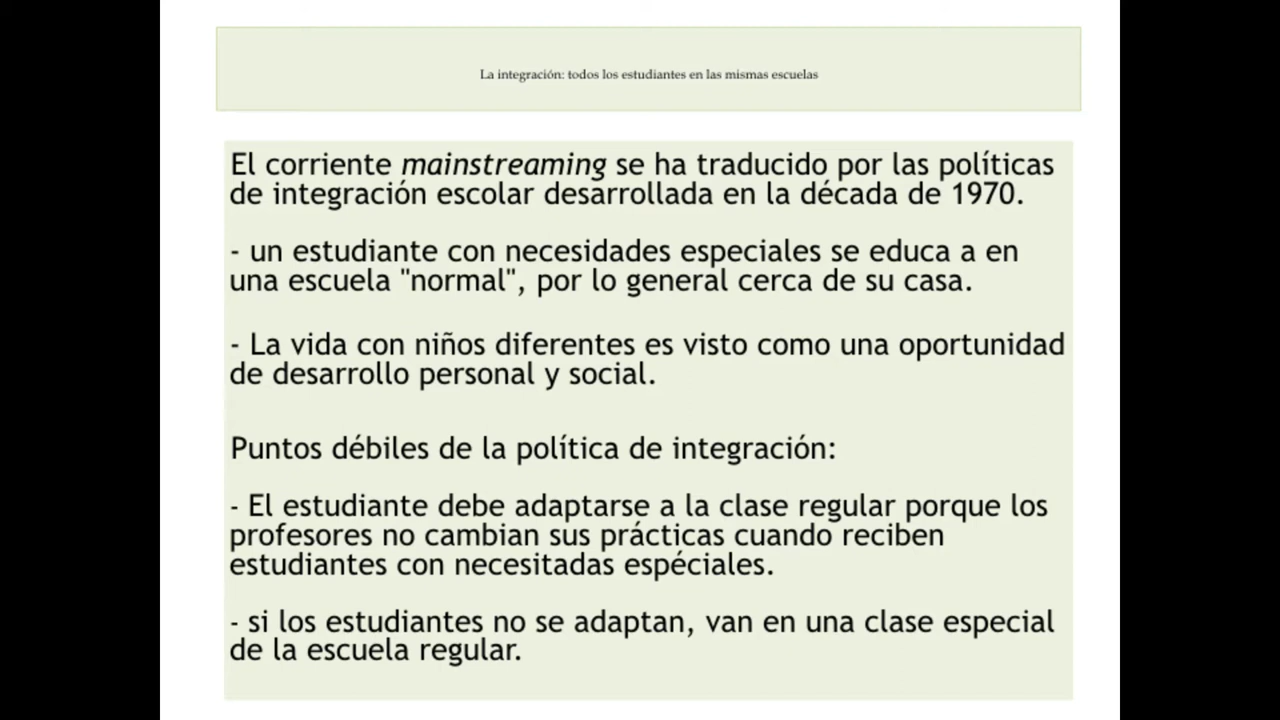 La integración: todos los estudiantes en las mismas escuelas
El corriente mainstreaming se ha traducido por las políticas
de integración escolar desarrollada en la década de 1970.
- un estudiante con necesidades especiales se educa a en
una escuela "normal", por lo general cerca de su casa.
- La vida con niños diferentes es visto como una oportunidad
de desarrollo personal y social.
Puntos débiles de la política de integración:
- El estudiante debe adaptarse a la clase regular porque los
profesores no cambian sus prácticas cuando reciben
estudiantes con necesitadas espéciales.
- si los estudiantes no se adaptan, van en una clase especial
de la escuela regular.